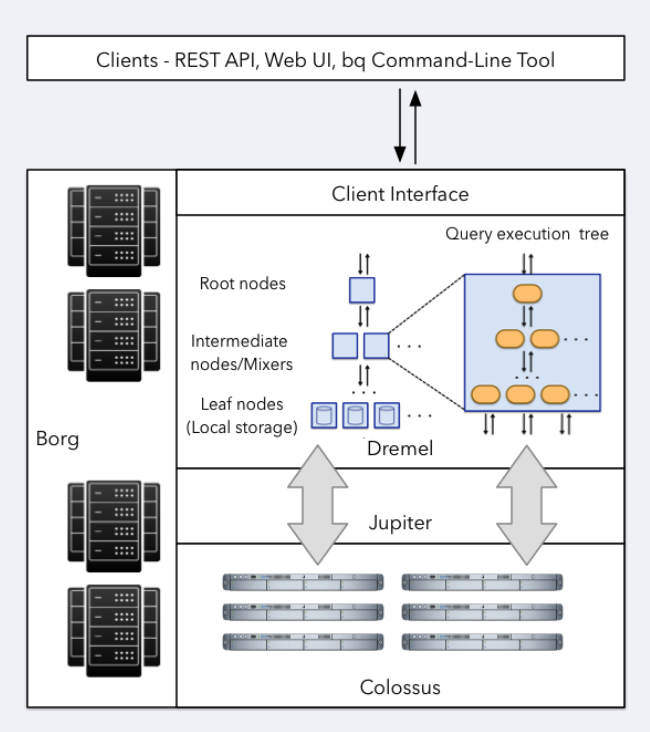 Clients - REST API, Web UI, bq Command-Line Tool
Client Interface
Query execution tree
Root nodes
Intermediate
nodes/Mixers
Leaf nodes
(Local storage)
Borg
Dremel
Jupiter
Colossus